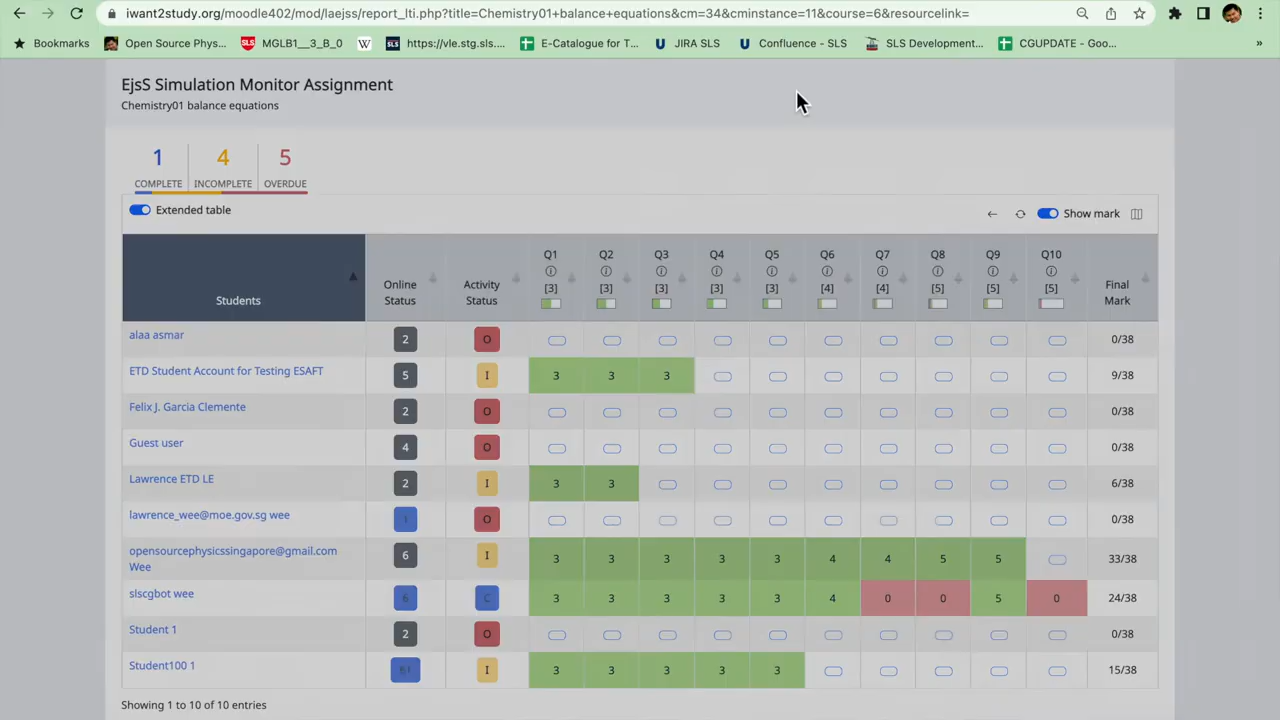 iwant2study.org/moodle402/mod/laejss/report_lti.php?title=Chemistry01+balance+equations&cm=34&cminstance=11&course=6&resourcelink=
Bookmarks Open Source Phys... MGLB1__3_B_0 https://vle.stg.sls.... E-Catalogue for T... JIRA SLS Confluence - SLS SLS Development... CGUPDATE - Goo... »
EjsS Simulation Monitor Assignment
Chemistry01 balance equations
1 4 5
COMPLETE INCOMPLETE OVERDUE
Extended table Show mark
Students Online Status Activity Status Q1 [3] Q2 [3] Q3 [3] Q4 [3] Q5 [3] Q6 [4] Q7 [4] Q8 [5] Q9 [5] Q10 [5] Final Mark
alaa asmar 2 O 0/38
ETD Student Account for Testing ESAFT 5 I 3 3 3 9/38
Felix J. Garcia Clemente 2 O 0/38
Guest user 4 O 0/38
Lawrence ETD LE 2 I 3 3 6/38
lawrence_wee@moe.gov.sg wee 1 O 0/38
opensourcephysicssingapore@gmail.com Wee 6 I 3 3 3 3 3 4 4 5 5 33/38
slscgbot wee 6 C 3 3 3 3 3 4 0 0 5 0 24/38
Student 1 2 O 0/38
Student100 1 61 I 3 3 3 3 3 15/38
Showing 1 to 10 of 10 entries